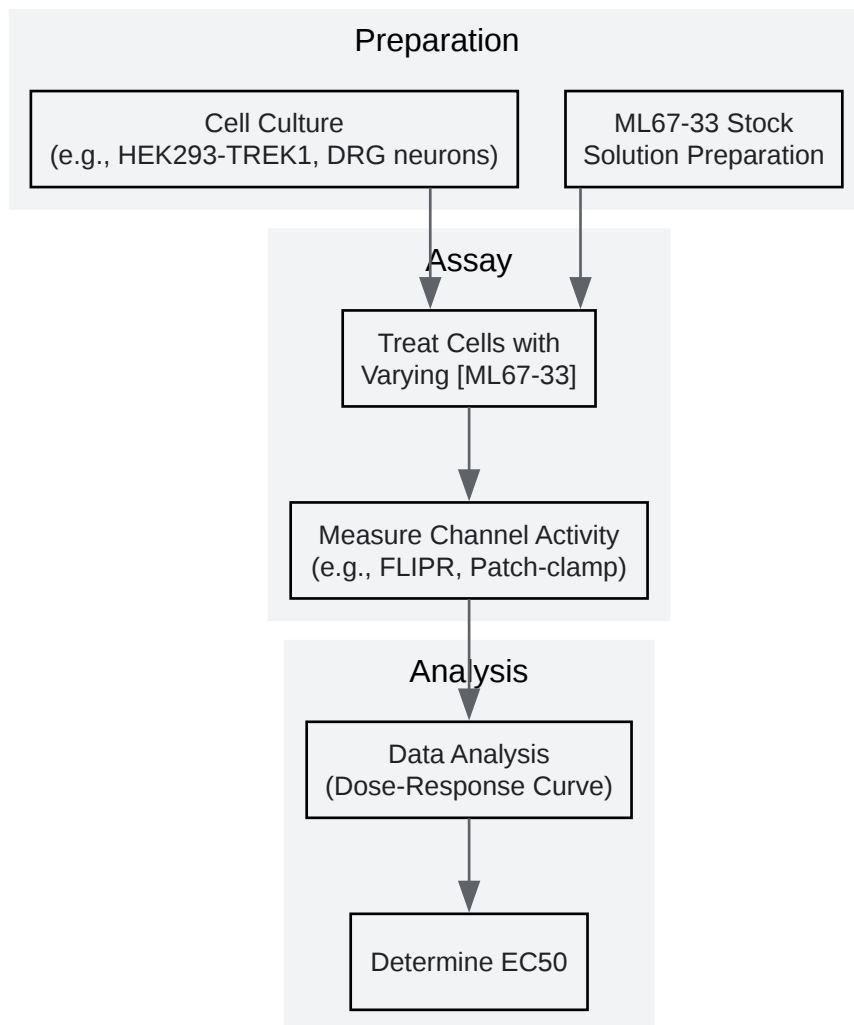 Preparation
Cell Culture
(e.g., HEK293-TREK1, DRG neurons)
ML67-33 Stock
Solution Preparation
Assay
Treat Cells with
Varying [ML67-33]
Measure Channel Activity
(e.g., FLIPR, Patch-clamp)
Analysis
Data Analysis
(Dose-Response Curve)
Determine EC50